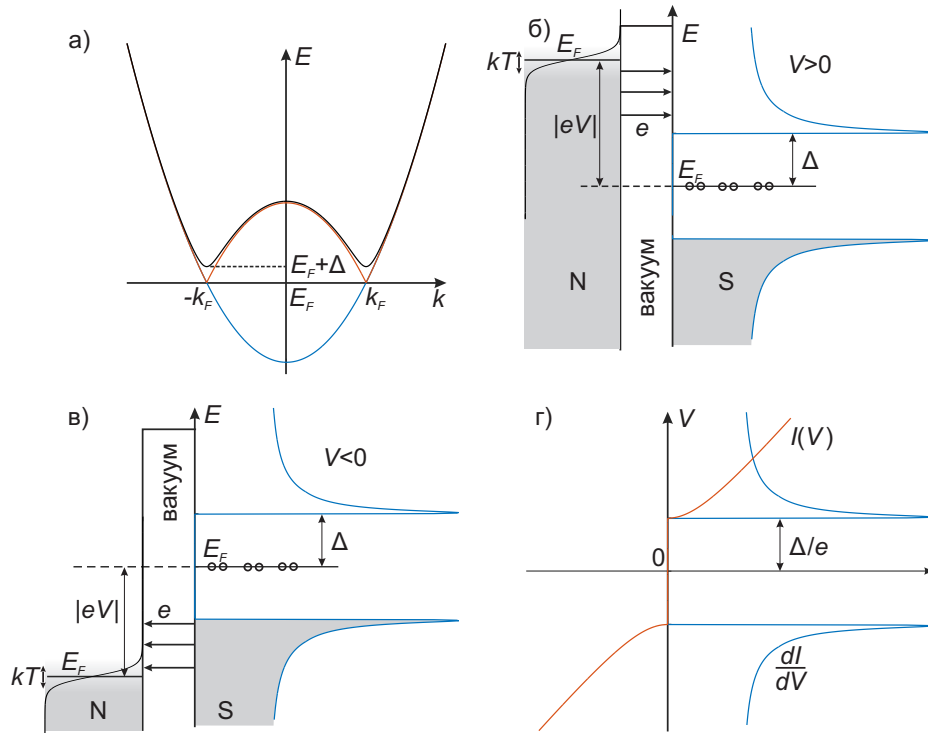 а)
E
E_F+Δ
-k_F
E_F
k_F
k
б)
E
E_F
kT
V>0
|eV|
e
Δ
E_F
N
вакуум
S
в)
E
вакуум
V<0
Δ
E_F
|eV|
e
E_F
kT
N
S
г)
V
I(V)
Δ/e
0
dI
dV